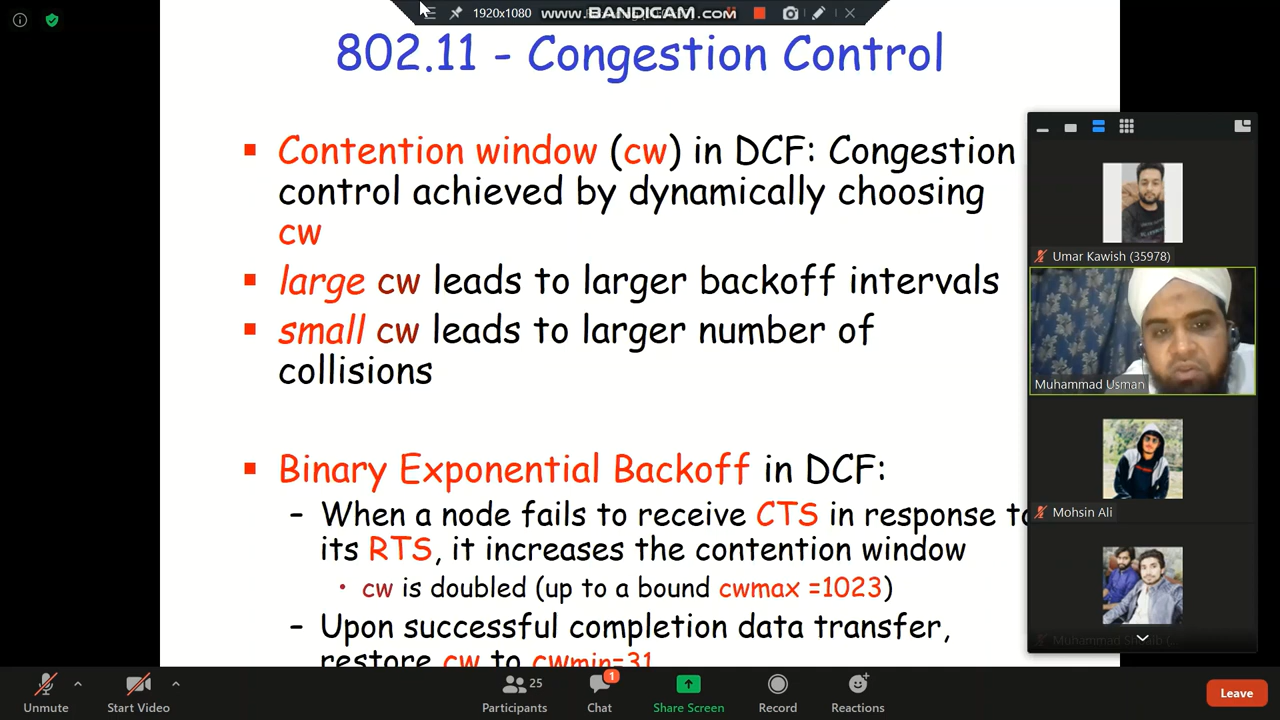 1920x1080
www.BANDICAM.com
802.11 - Congestion Control
▪ Contention window (cw) in DCF: Congestion
control achieved by dynamically choosing
cw
▪ large cw leads to larger backoff intervals
▪ small cw leads to larger number of
collisions
▪ Binary Exponential Backoff in DCF:
– When a node fails to receive CTS in response to
its RTS, it increases the contention window
• cw is doubled (up to a bound cwmax =1023)
– Upon successful completion data transfer,
restore cw to cwmin=31
Umar Kawish (35978)
Muhammad Usman
Mohsin Ali
Unmute
Start Video
25
Participants
1
Chat
Share Screen
Record
Reactions
Leave